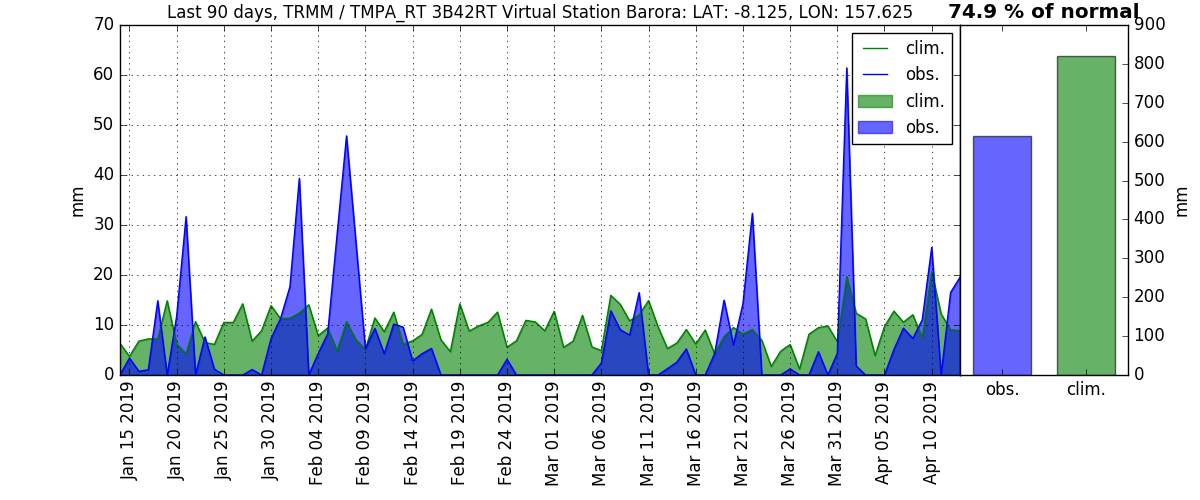 Last 90 days, TRMM / TMPA_RT 3B42RT Virtual Station Barora: LAT: -8.125, LON: 157.625
74.9 % of normal
70
60
50
40
30
20
10
0
mm
clim.
obs.
clim.
obs.
900
800
700
600
500
400
300
200
100
0
mm
obs.
clim.
Jan 15 2019
Jan 20 2019
Jan 25 2019
Jan 30 2019
Feb 04 2019
Feb 09 2019
Feb 14 2019
Feb 19 2019
Feb 24 2019
Mar 01 2019
Mar 06 2019
Mar 11 2019
Mar 16 2019
Mar 21 2019
Mar 26 2019
Mar 31 2019
Apr 05 2019
Apr 10 2019